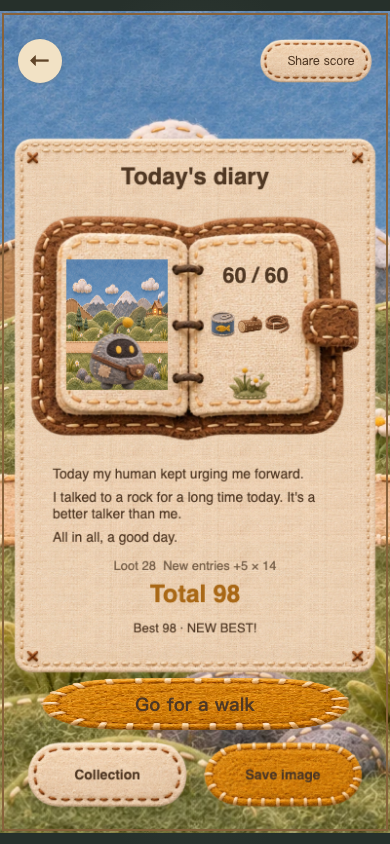 Share score
Today's diary
60 / 60
Today my human kept urging me forward.
I talked to a rock for a long time today. It's a
better talker than me.
All in all, a good day.
Loot 28 New entries +5 × 14
Total 98
Best 98 · NEW BEST!
Go for a walk
Collection
Save image